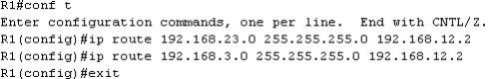 R1#conf t
Enter configuration commands, one per line.  End with CNTL/Z.
R1(config)#ip route 192.168.23.0 255.255.255.0 192.168.12.2
R1(config)#ip route 192.168.3.0 255.255.255.0 192.168.12.2
R1(config)#exit